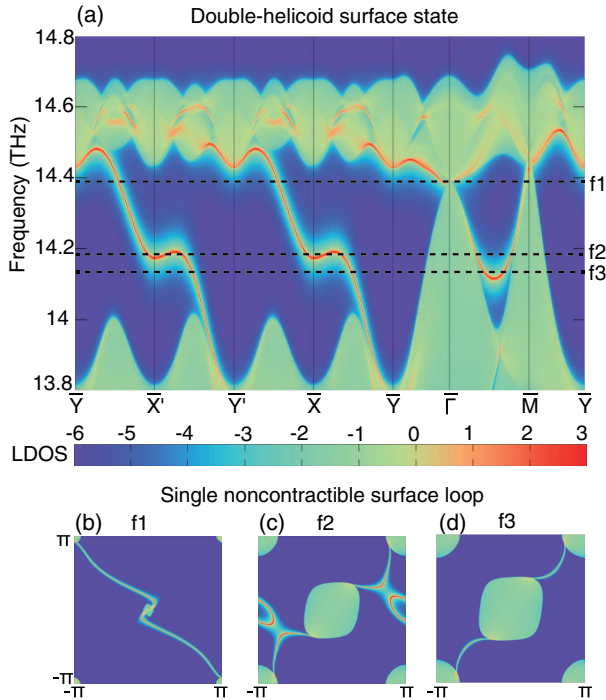 (a) Double-helicoid surface state
14.8
14.6
14.4
14.2
14
13.8
Frequency (THz)
f1
f2
f3
Y̅ X̅' Y̅' X̅ Y̅ Γ̅ M̅ Y̅
LDOS
-6 -5 -4 -3 -2 -1 0 1 2 3
Single noncontractible surface loop
(b) f1 (c) f2 (d) f3
π
-π
-π π -π π -π π